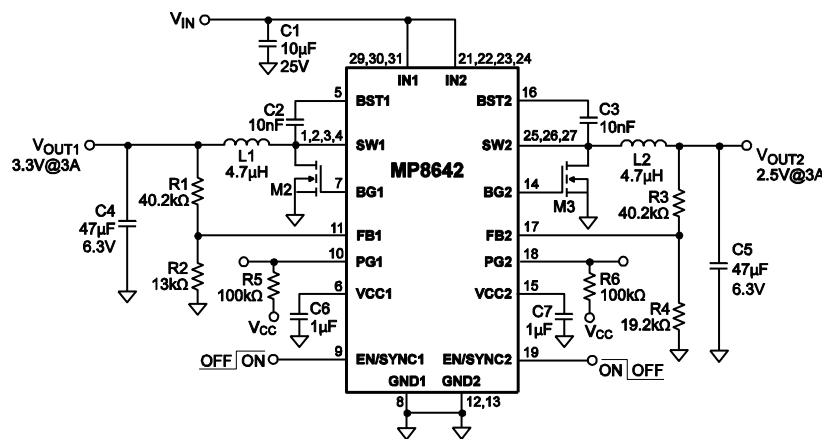 V_IN
C1
10µF
25V
29,30,31
21,22,23,24
IN1
IN2
5
BST1
BST2
16
C2
10nF
C3
10nF
V_OUT1
3.3V@3A
L1
4.7µH
1,2,3,4
SW1
SW2
25,26,27
L2
4.7µH
V_OUT2
2.5V@3A
MP8642
M2
7
BG1
BG2
14
M3
R1
40.2kΩ
R3
40.2kΩ
C4
47µF
6.3V
11
FB1
FB2
17
10
PG1
PG2
18
C5
47µF
6.3V
R2
13kΩ
R5
100kΩ
6
VCC1
VCC2
15
R6
100kΩ
R4
19.2kΩ
V_CC
C6
1µF
C7
1µF
V_CC
OFF ON
9
EN/SYNC1
EN/SYNC2
19
ON OFF
GND1
GND2
8
12,13